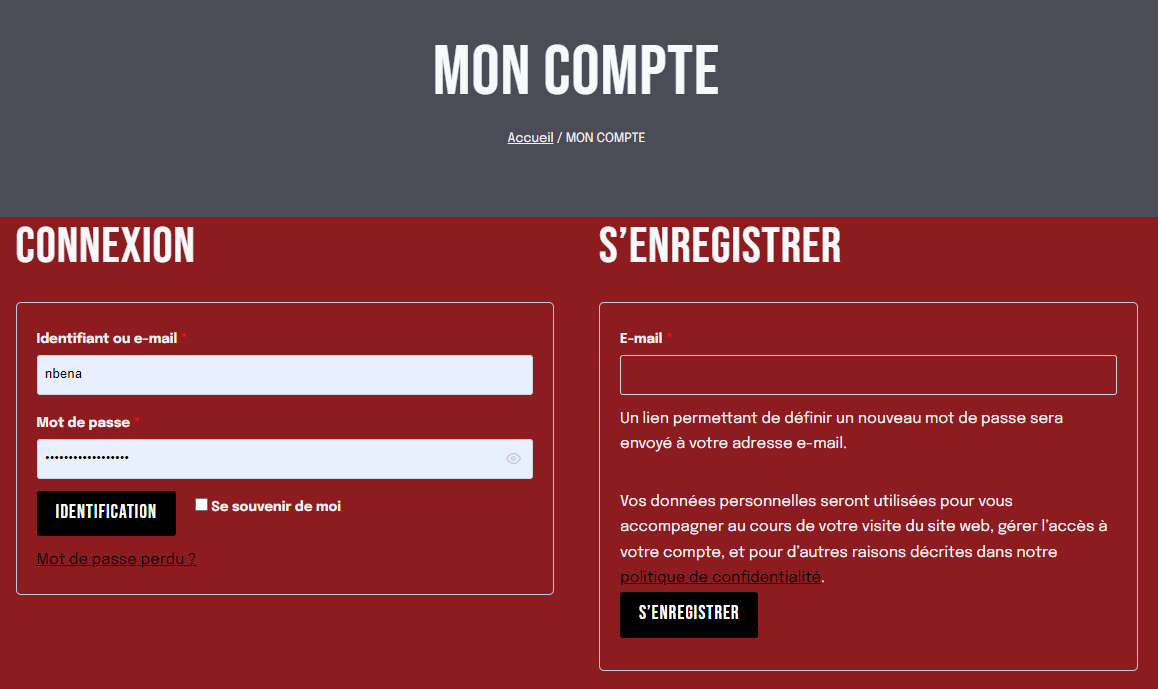 MON COMPTE
Accueil / MON COMPTE
CONNEXION
Identifiant ou e-mail *
nbena
Mot de passe *
••••••••••••••••••
IDENTIFICATION
Se souvenir de moi
Mot de passe perdu ?
S’ENREGISTRER
E-mail *
Un lien permettant de définir un nouveau mot de passe sera
envoyé à votre adresse e-mail.
Vos données personnelles seront utilisées pour vous
accompagner au cours de votre visite du site web, gérer l’accès à
votre compte, et pour d’autres raisons décrites dans notre
politique de confidentialité.
S’ENREGISTRER